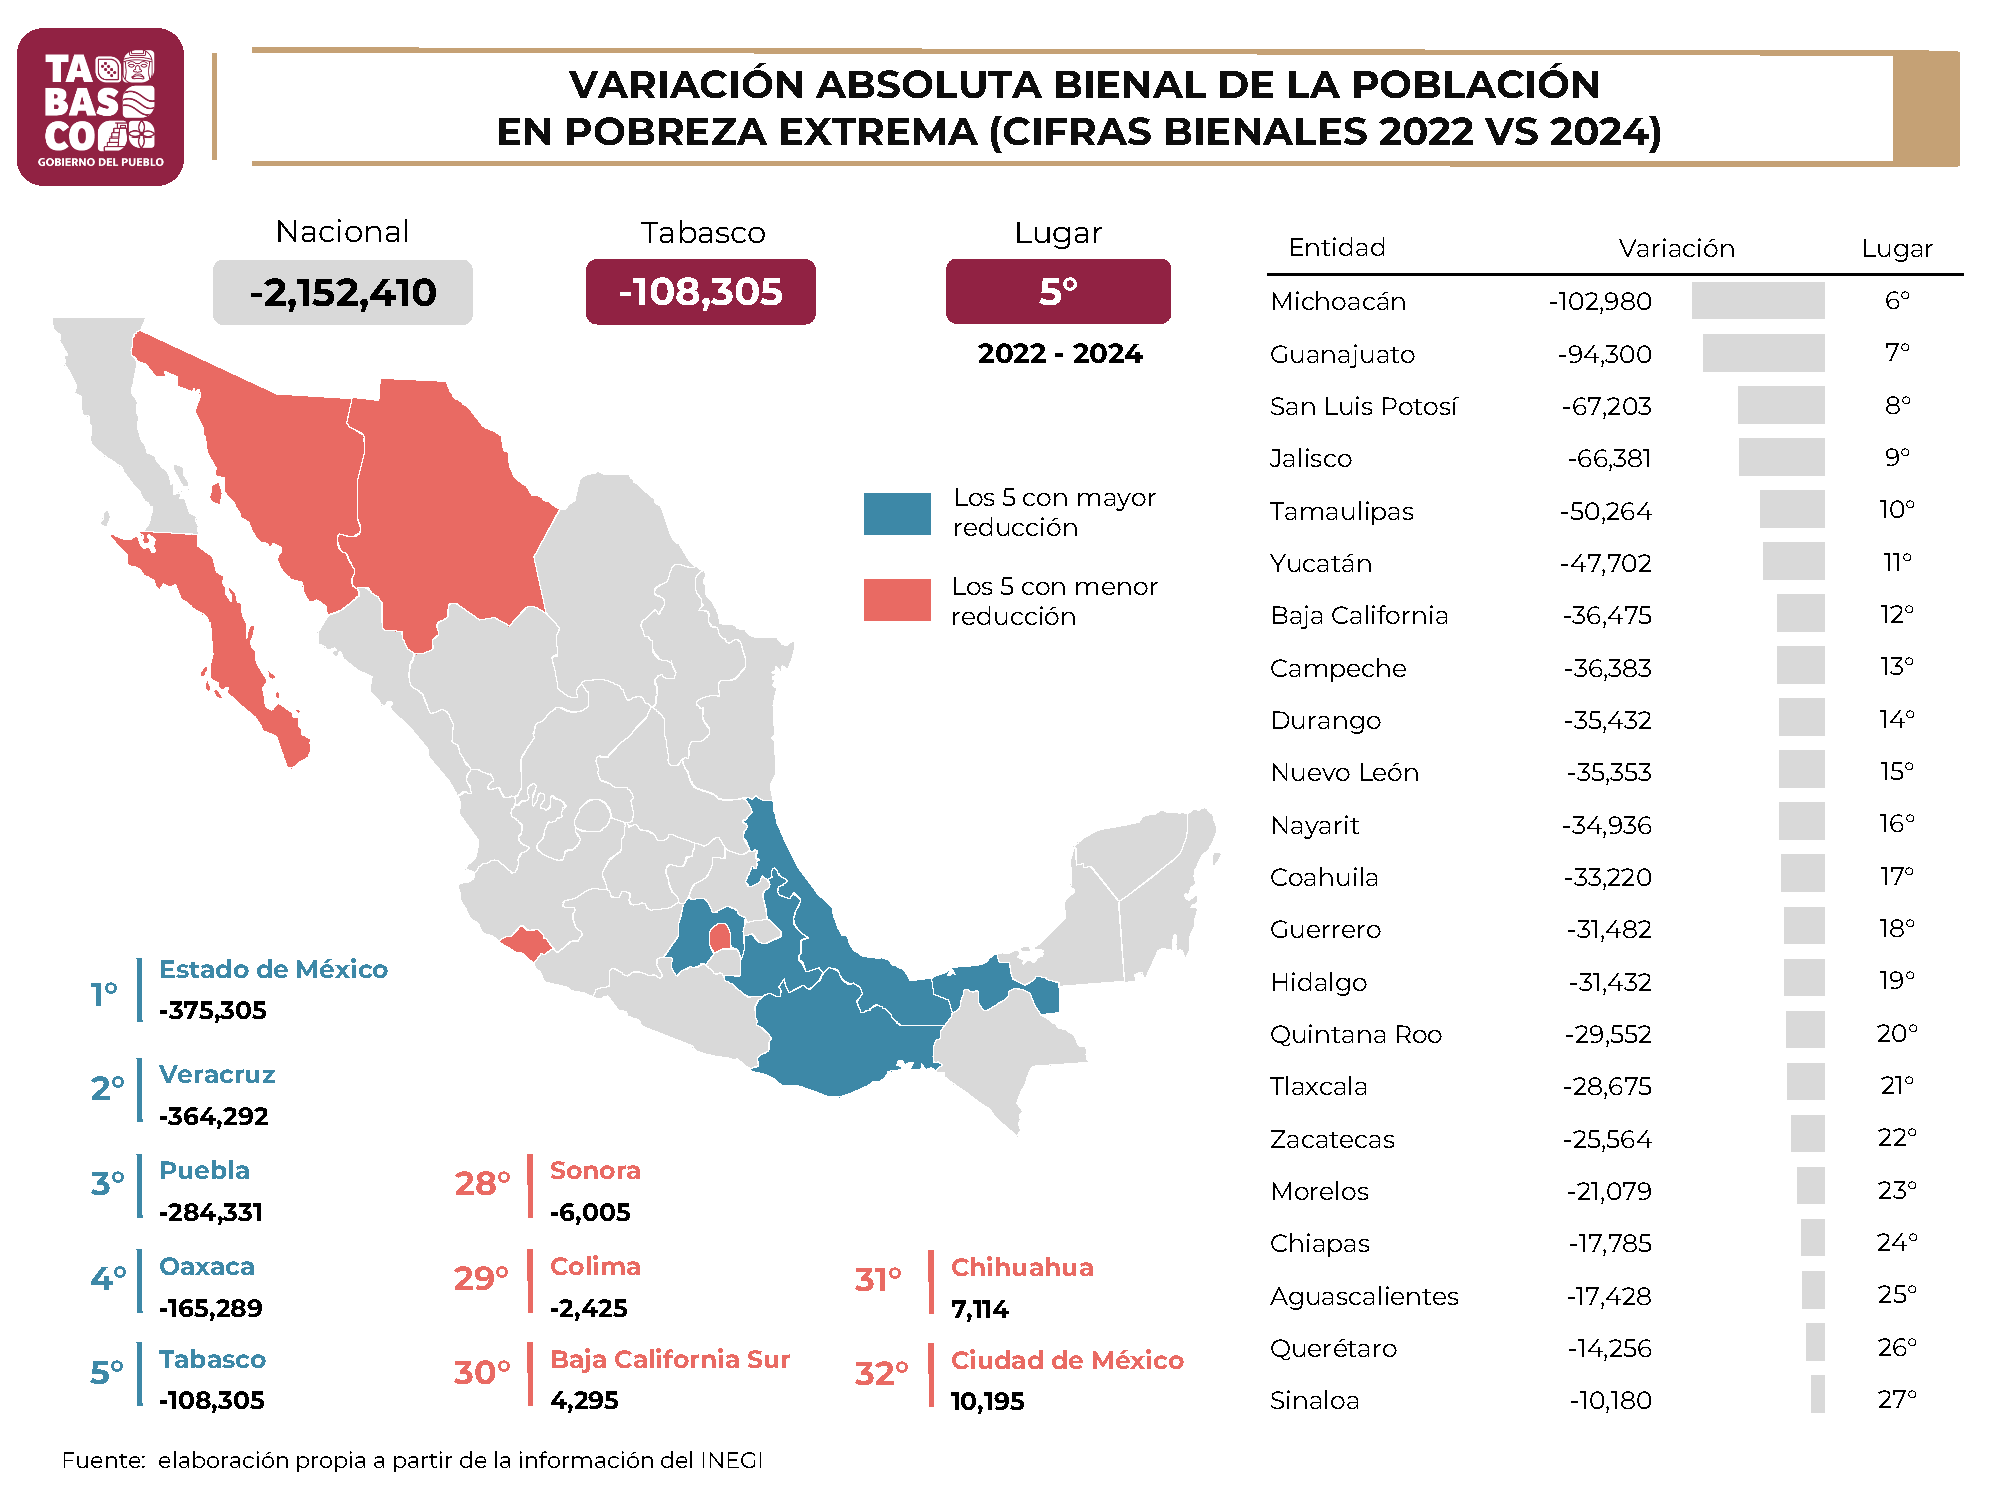 TA
BAS
CO
GOBIERNO DEL PUEBLO
VARIACIÓN ABSOLUTA BIENAL DE LA POBLACIÓN
EN POBREZA EXTREMA (CIFRAS BIENALES 2022 VS 2024)
Nacional
-2,152,410
Tabasco
-108,305
Lugar
5°
2022 - 2024
Los 5 con mayor
reducción
Los 5 con menor
reducción
1°
Estado de México
-375,305
2°
Veracruz
-364,292
3°
Puebla
-284,331
4°
Oaxaca
-165,289
5°
Tabasco
-108,305
28°
Sonora
-6,005
29°
Colima
-2,425
30°
Baja California Sur
4,295
31°
Chihuahua
7,114
32°
Ciudad de México
10,195
Entidad Variación Lugar
Michoacán -102,980 6°
Guanajuato -94,300 7°
San Luis Potosí -67,203 8°
Jalisco -66,381 9°
Tamaulipas -50,264 10°
Yucatán -47,702 11°
Baja California -36,475 12°
Campeche -36,383 13°
Durango -35,432 14°
Nuevo León -35,353 15°
Nayarit -34,936 16°
Coahuila -33,220 17°
Guerrero -31,482 18°
Hidalgo -31,432 19°
Quintana Roo -29,552 20°
Tlaxcala -28,675 21°
Zacatecas -25,564 22°
Morelos -21,079 23°
Chiapas -17,785 24°
Aguascalientes -17,428 25°
Querétaro -14,256 26°
Sinaloa -10,180 27°
Fuente: elaboración propia a partir de la información del INEGI